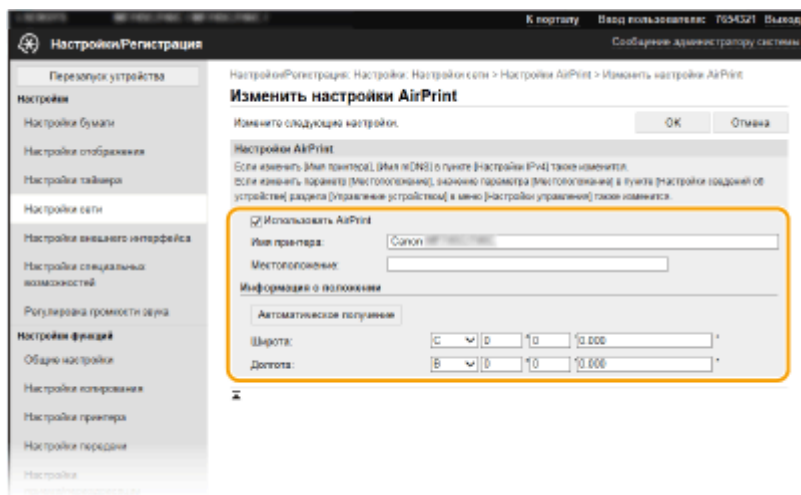 К порталу Ввод пользователя: 7654321 Выход
Настройки/Регистрация Сообщение администратору системы
Перезапуск устройства
Настройки/Регистрация: Настройки: Настройки сети > Настройки AirPrint > Изменить настройки AirPrint
Настройки
Изменить настройки AirPrint
Настройки бумаги
Измените следующие настройки.
OK
Отмена
Настройки отображения
Настройки AirPrint
Если изменить [Имя принтера], [Имя mDNS] в пункте [Настройки IPv4] также изменится.
Настройки таймера
Если изменить параметр [Местоположение], значение параметра [Местоположение] в пункте [Настройки сведений об
устройстве] раздела [Управление устройством] в меню [Настройки управления] также изменится.
Настройки сети
Использовать AirPrint
Настройки внешнего интерфейса
Имя принтера: Canon
Настройки специальных
возможностей
Местоположение:
Информация о положении
Регулировка громкости звука
Автоматическое получение
Настройки функций
Широта: С 0 ° 0 ' 0.000 "
Общие настройки
Долгота: В 0 ° 0 ' 0.000 "
Настройки копирования
Настройки принтера
Настройки передачи
Настройки